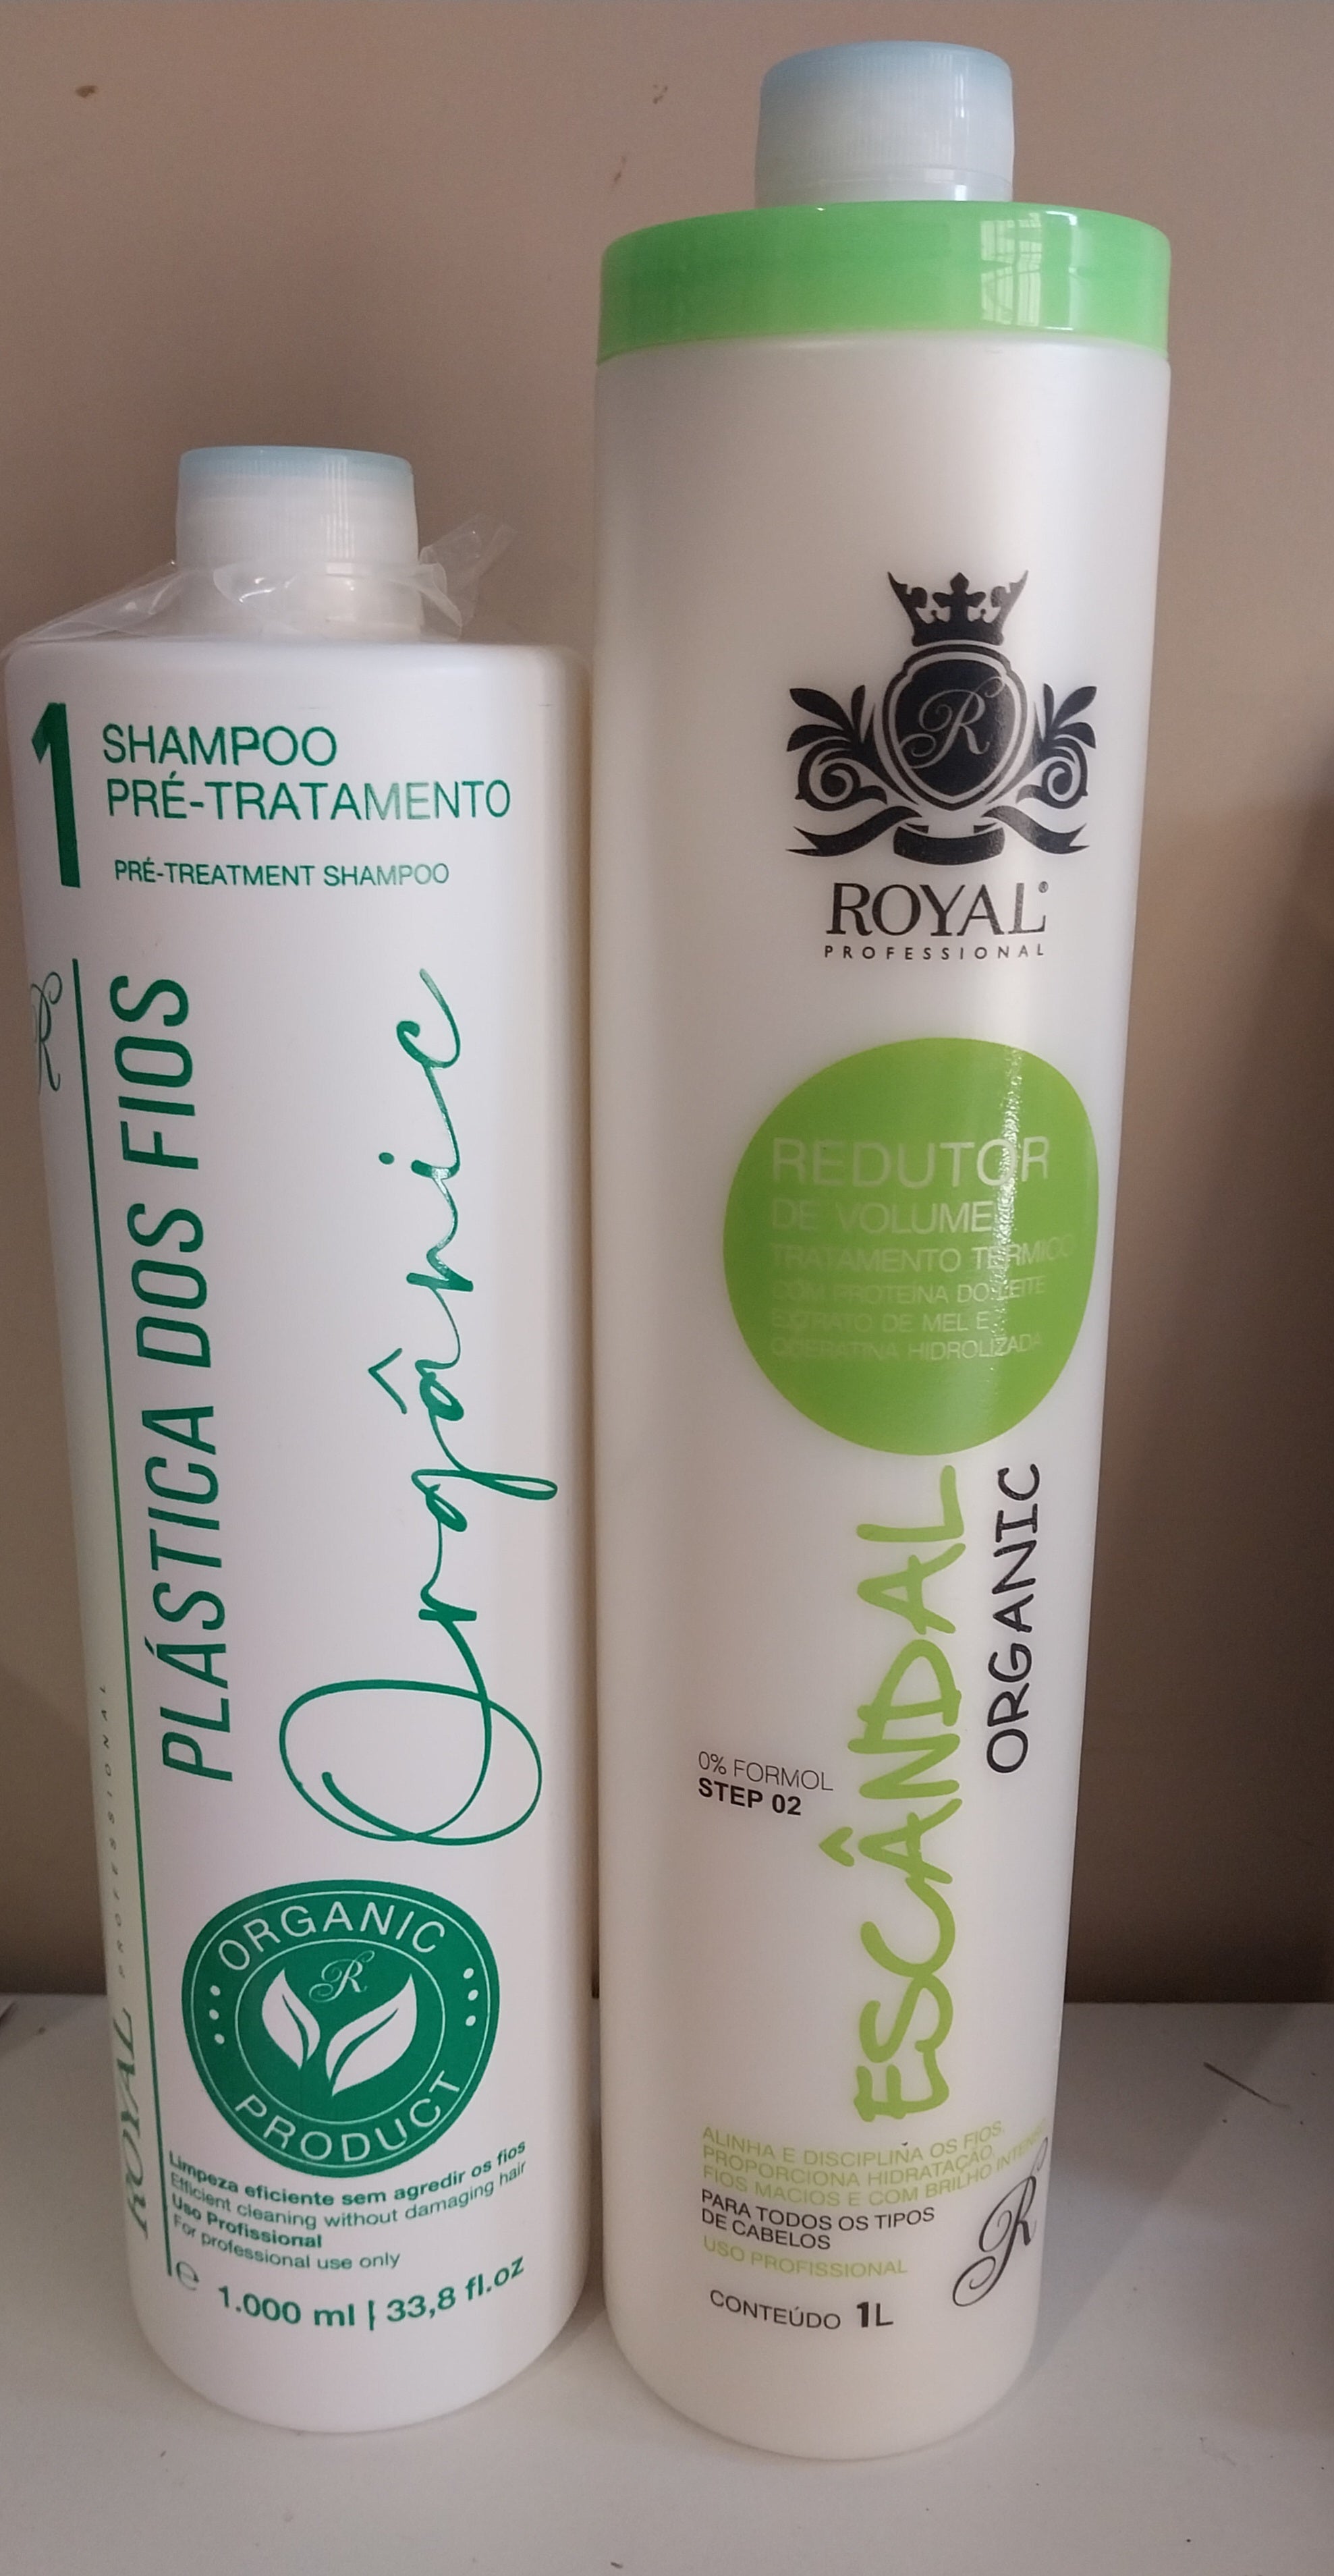 1
SHAMPOO
PRÉ-TRATAMENTO
PRÉ-TREATMENT SHAMPOO
R
PLÁSTICA DOS FIOS
Orgânic
ROYAL PROFESSIONAL
ORGANIC
R
PRODUCT
Limpeza eficiente sem agredir os fios
Efficient cleaning without damaging hair
Uso Profissional
For professional use only
e 1.000 ml | 33,8 fl.oz
R
ROYAL®
PROFESSIONAL
REDUTOR
DE VOLUME
TRATAMENTO TÉRMICO
COM PROTEINA DO LEITE
EXTRATO DE MEL E
QUERATINA HIDROLIZADA
ESCÂNDAL
ORGANIC
0% FORMOL
STEP 02
ALINHA E DISCIPLINA OS FIOS,
PROPORCIONA HIDRATAÇÃO,
FIOS MACIOS E COM BRILHO INTENSO
PARA TODOS OS TIPOS
DE CABELOS
USO PROFISSIONAL
R
CONTEÚDO 1L